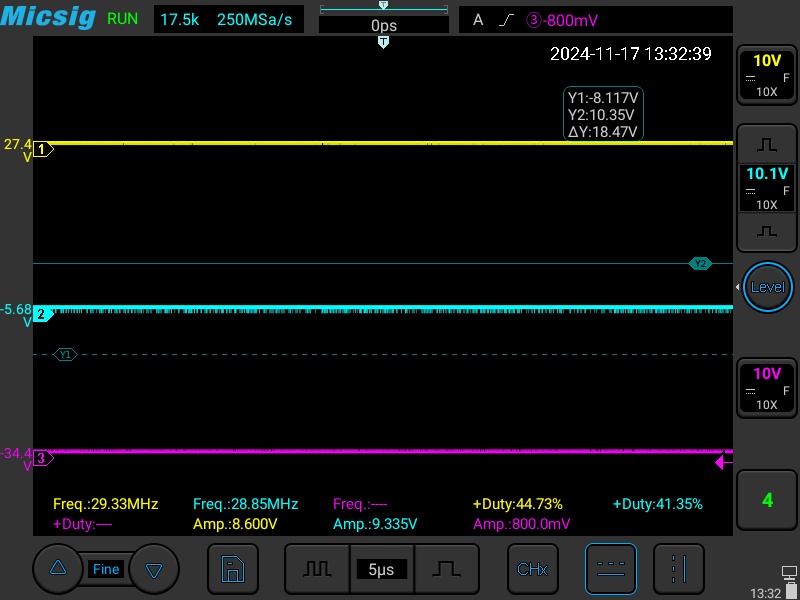 Micsig RUN 17.5k 250MSa/s T 0ps A ③-800mV
T
2024-11-17 13:32:39
10V
F
10X
Y1:-8.117V
Y2:10.35V
ΔY:18.47V
27.4
V
1
10.1V
F
10X
Y2
Level
-5.68
V
2
Y1
10V
F
10X
-34.4
V
3
Freq.:29.33MHz Freq.:28.85MHz Freq.:---- +Duty:44.73% +Duty:41.35%
+Duty:---- Amp.:8.600V Amp.:9.335V Amp.:800.0mV
4
Fine 5μs CHx
13:32